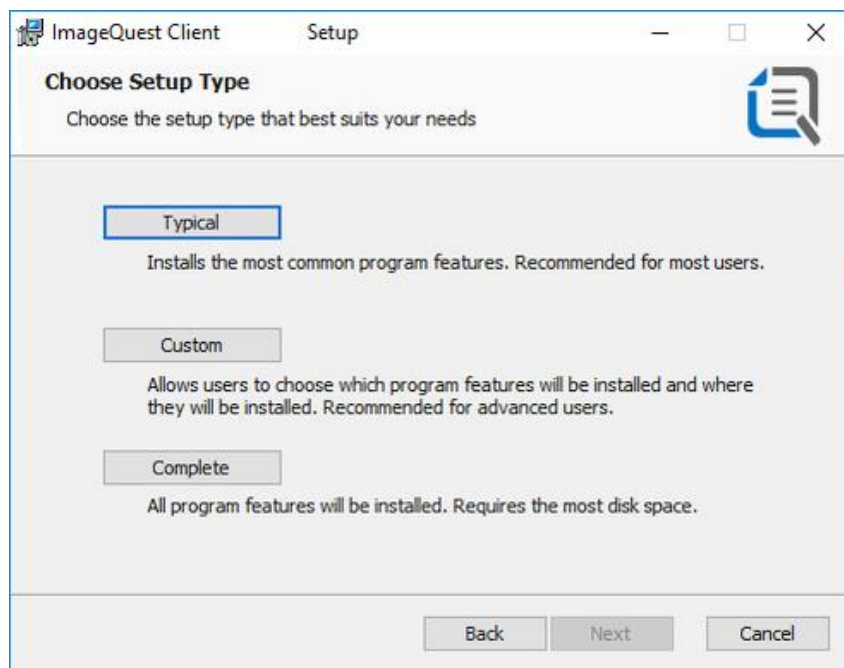 ImageQuest Client Setup
Choose Setup Type
Choose the setup type that best suits your needs
Typical
Installs the most common program features. Recommended for most users.
Custom
Allows users to choose which program features will be installed and where
they will be installed. Recommended for advanced users.
Complete
All program features will be installed. Requires the most disk space.
Back Next Cancel